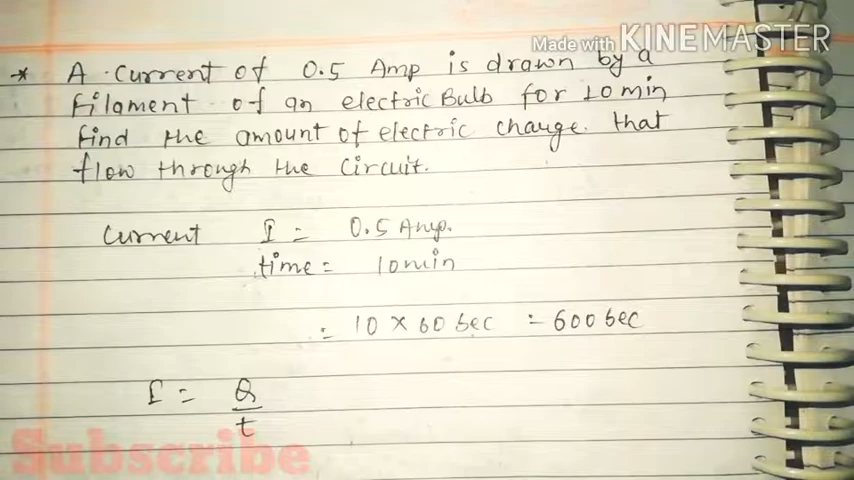 Made with KINEMASTER
* A current of 0.5 Amp is drawn by a
filament of an electric Bulb for 10 min
find the amount of electric charge that
flow through the circuit.
current I = 0.5 Amp.
time = 10 min
= 10 × 60 sec = 600 sec
I = Q
t
Subscribe